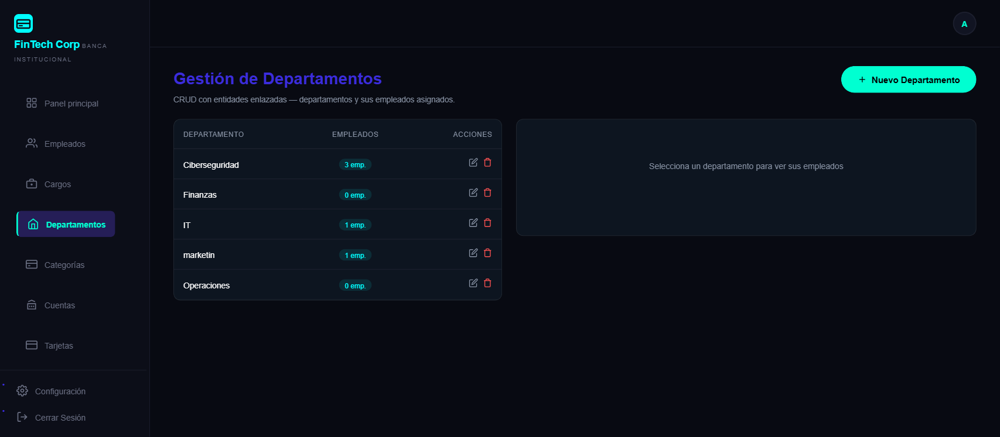 FinTech Corp BANCA
INSTITUCIONAL
Panel principal
Empleados
Cargos
Departamentos
Categorías
Cuentas
Tarjetas
Configuración
Cerrar Sesión
A
Gestión de Departamentos
CRUD con entidades enlazadas — departamentos y sus empleados asignados.
+ Nuevo Departamento
DEPARTAMENTO EMPLEADOS ACCIONES
Ciberseguridad 3 emp.
Finanzas 0 emp.
IT 1 emp.
marketin 1 emp.
Operaciones 0 emp.
Selecciona un departamento para ver sus empleados